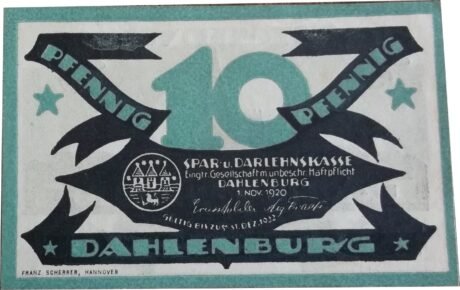 PFENNIG 10 PFENNIG
SPAR- u. DARLEHNSKASSE
Eingtr. Gesellschaft m. unbeschr. Haftpflicht
DAHLENBURG
1. NOV. 1920
GÜLTIG BIS ZUM 31. DEZ. 1922
DAHLENBURG
FRANZ SCHERRER, HANNOVER